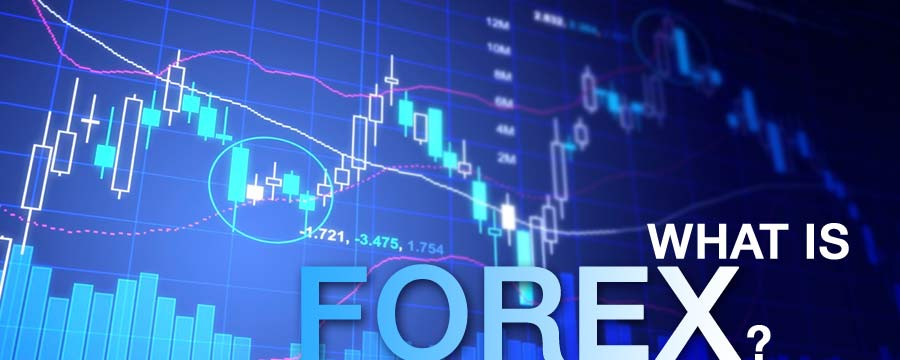 12M
10M
8M
6M
4M
2M
-1.721, -3.475, 1.754
WHAT IS
FOREX
?